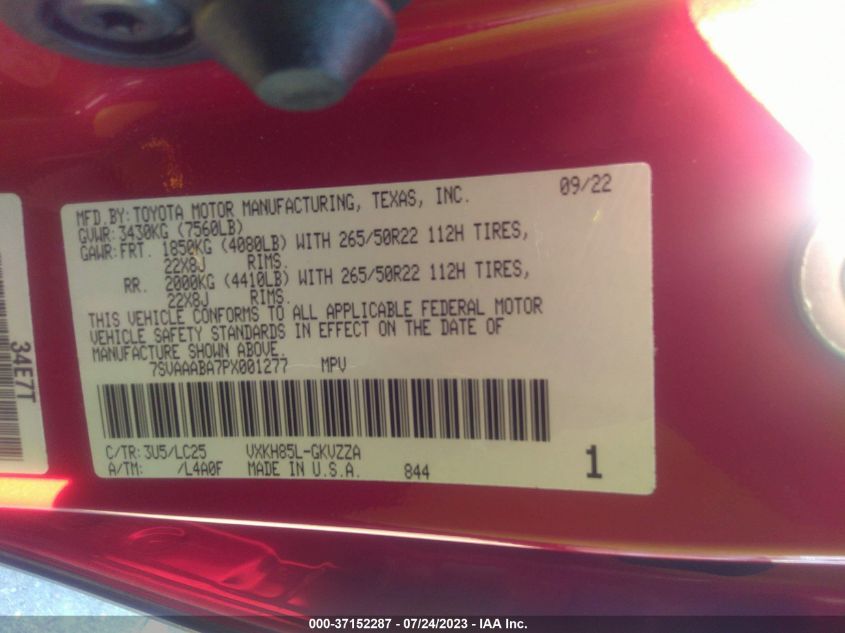 MFD.BY:TOYOTA MOTOR MANUFACTURING, TEXAS, INC. 09/22
GVWR:3430KG (7560LB)
GAWR:FRT. 1850KG (4080LB) WITH 265/50R22 112H TIRES,
22X8J RIMS.
RR. 2000KG (4410LB) WITH 265/50R22 112H TIRES,
22X8J RIMS.
THIS VEHICLE CONFORMS TO ALL APPLICABLE FEDERAL MOTOR
VEHICLE SAFETY STANDARDS IN EFFECT ON THE DATE OF
MANUFACTURE SHOWN ABOVE.
7SVAAABA7PX001277 MPV
C/TR:3U5/LC25 VXKH85L-GKVZZA
A/TM: /L4A0F MADE IN U.S.A. 844 1
34E7T
000-37152287 - 07/24/2023 - IAA Inc.